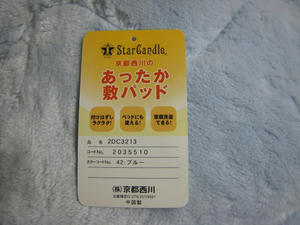 StarCandle.
京都西川の
あったか
敷パッド
付けはずし
ラクラク!
ベッドにも
使える!
家庭洗濯
できる!
品名 2DC3213
コードNo. 2035510
カラーコードNo. 42-ブルー
(株)京都西川
中国製